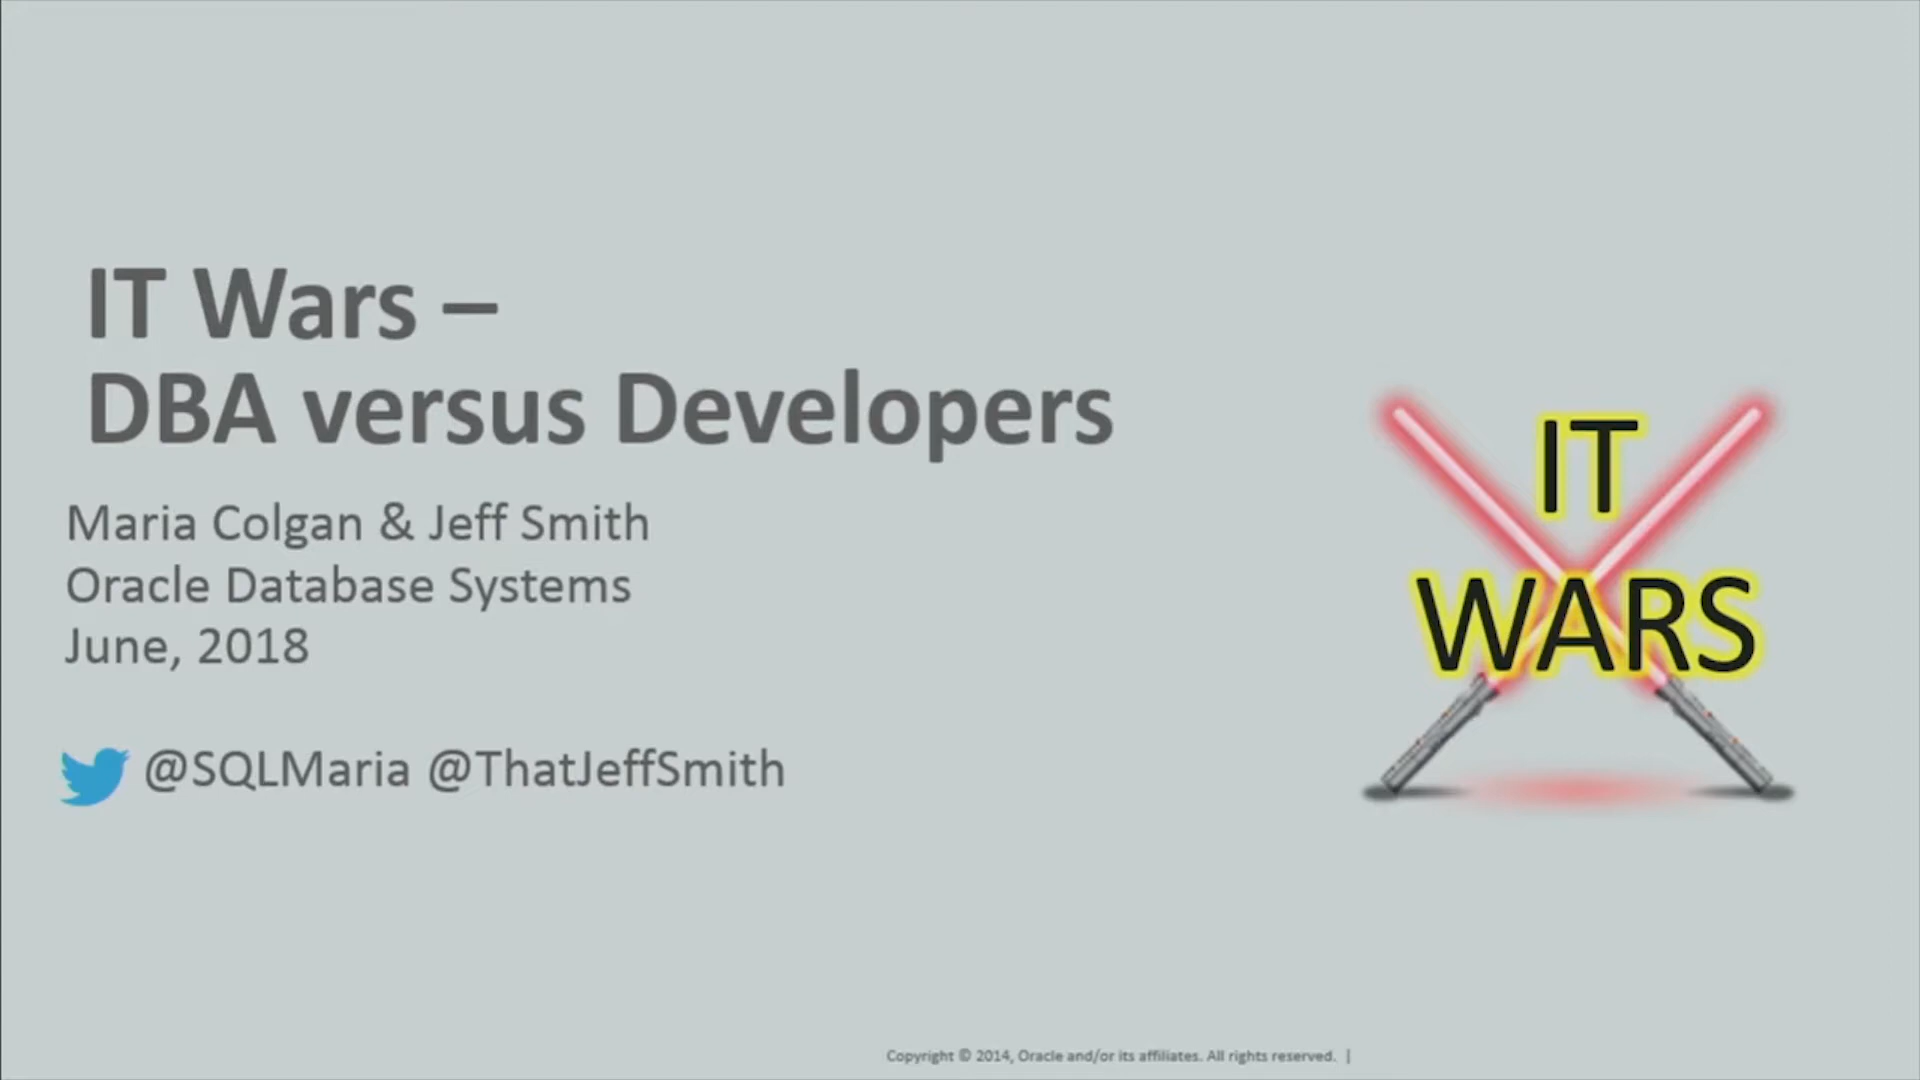 IT Wars –
DBA versus Developers
Maria Colgan & Jeff Smith
Oracle Database Systems
June, 2018
@SQLMaria @ThatJeffSmith
IT
WARS
Copyright © 2014, Oracle and/or its affiliates. All rights reserved. |